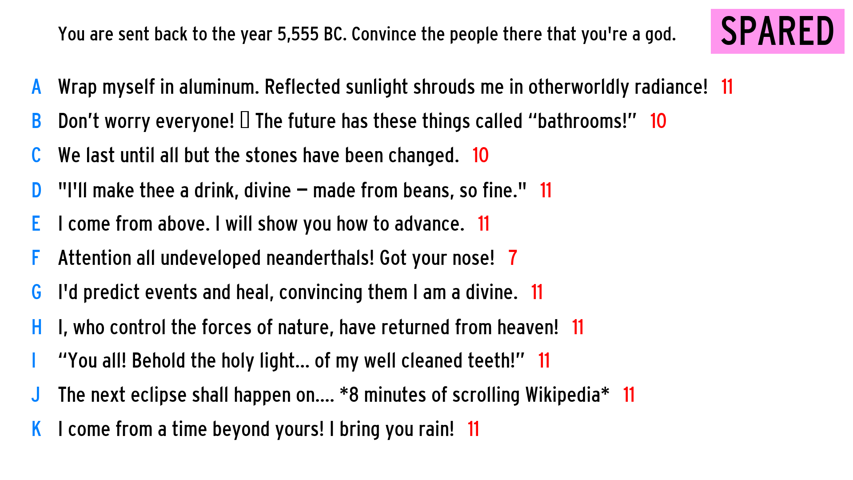 You are sent back to the year 5,555 BC. Convince the people there that you're a god.
SPARED
A Wrap myself in aluminum. Reflected sunlight shrouds me in otherworldly radiance! 11
B Don’t worry everyone! ▯ The future has these things called “bathrooms!” 10
C We last until all but the stones have been changed. 10
D "I'll make thee a drink, divine – made from beans, so fine." 11
E I come from above. I will show you how to advance. 11
F Attention all undeveloped neanderthals! Got your nose! 7
G I'd predict events and heal, convincing them I am a divine. 11
H I, who control the forces of nature, have returned from heaven! 11
I “You all! Behold the holy light... of my well cleaned teeth!” 11
J The next eclipse shall happen on.... *8 minutes of scrolling Wikipedia* 11
K I come from a time beyond yours! I bring you rain! 11